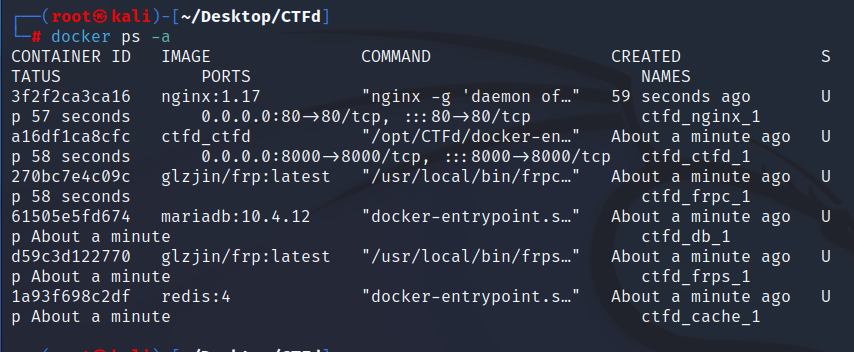 ┌──(root㉿kali)-[~/Desktop/CTFd]
└─# docker ps -a
CONTAINER ID   IMAGE               COMMAND                  CREATED              S
TATUS              PORTS                                       NAMES
3f2f2ca3ca16   nginx:1.17          "nginx -g 'daemon of…"   59 seconds ago       U
p 57 seconds       0.0.0.0:80→80/tcp, :::80→80/tcp             ctfd_nginx_1
a16df1ca8cfc   ctfd_ctfd           "/opt/CTFd/docker-en…"   About a minute ago   U
p 58 seconds       0.0.0.0:8000→8000/tcp, :::8000→8000/tcp     ctfd_ctfd_1
270bc7e4c09c   glzjin/frp:latest   "/usr/local/bin/frpc…"   About a minute ago   U
p 58 seconds                                                   ctfd_frpc_1
61505e5fd674   mariadb:10.4.12     "docker-entrypoint.s…"   About a minute ago   U
p About a minute                                               ctfd_db_1
d59c3d122770   glzjin/frp:latest   "/usr/local/bin/frps…"   About a minute ago   U
p About a minute                                               ctfd_frps_1
1a93f698c2df   redis:4             "docker-entrypoint.s…"   About a minute ago   U
p About a minute                                               ctfd_cache_1